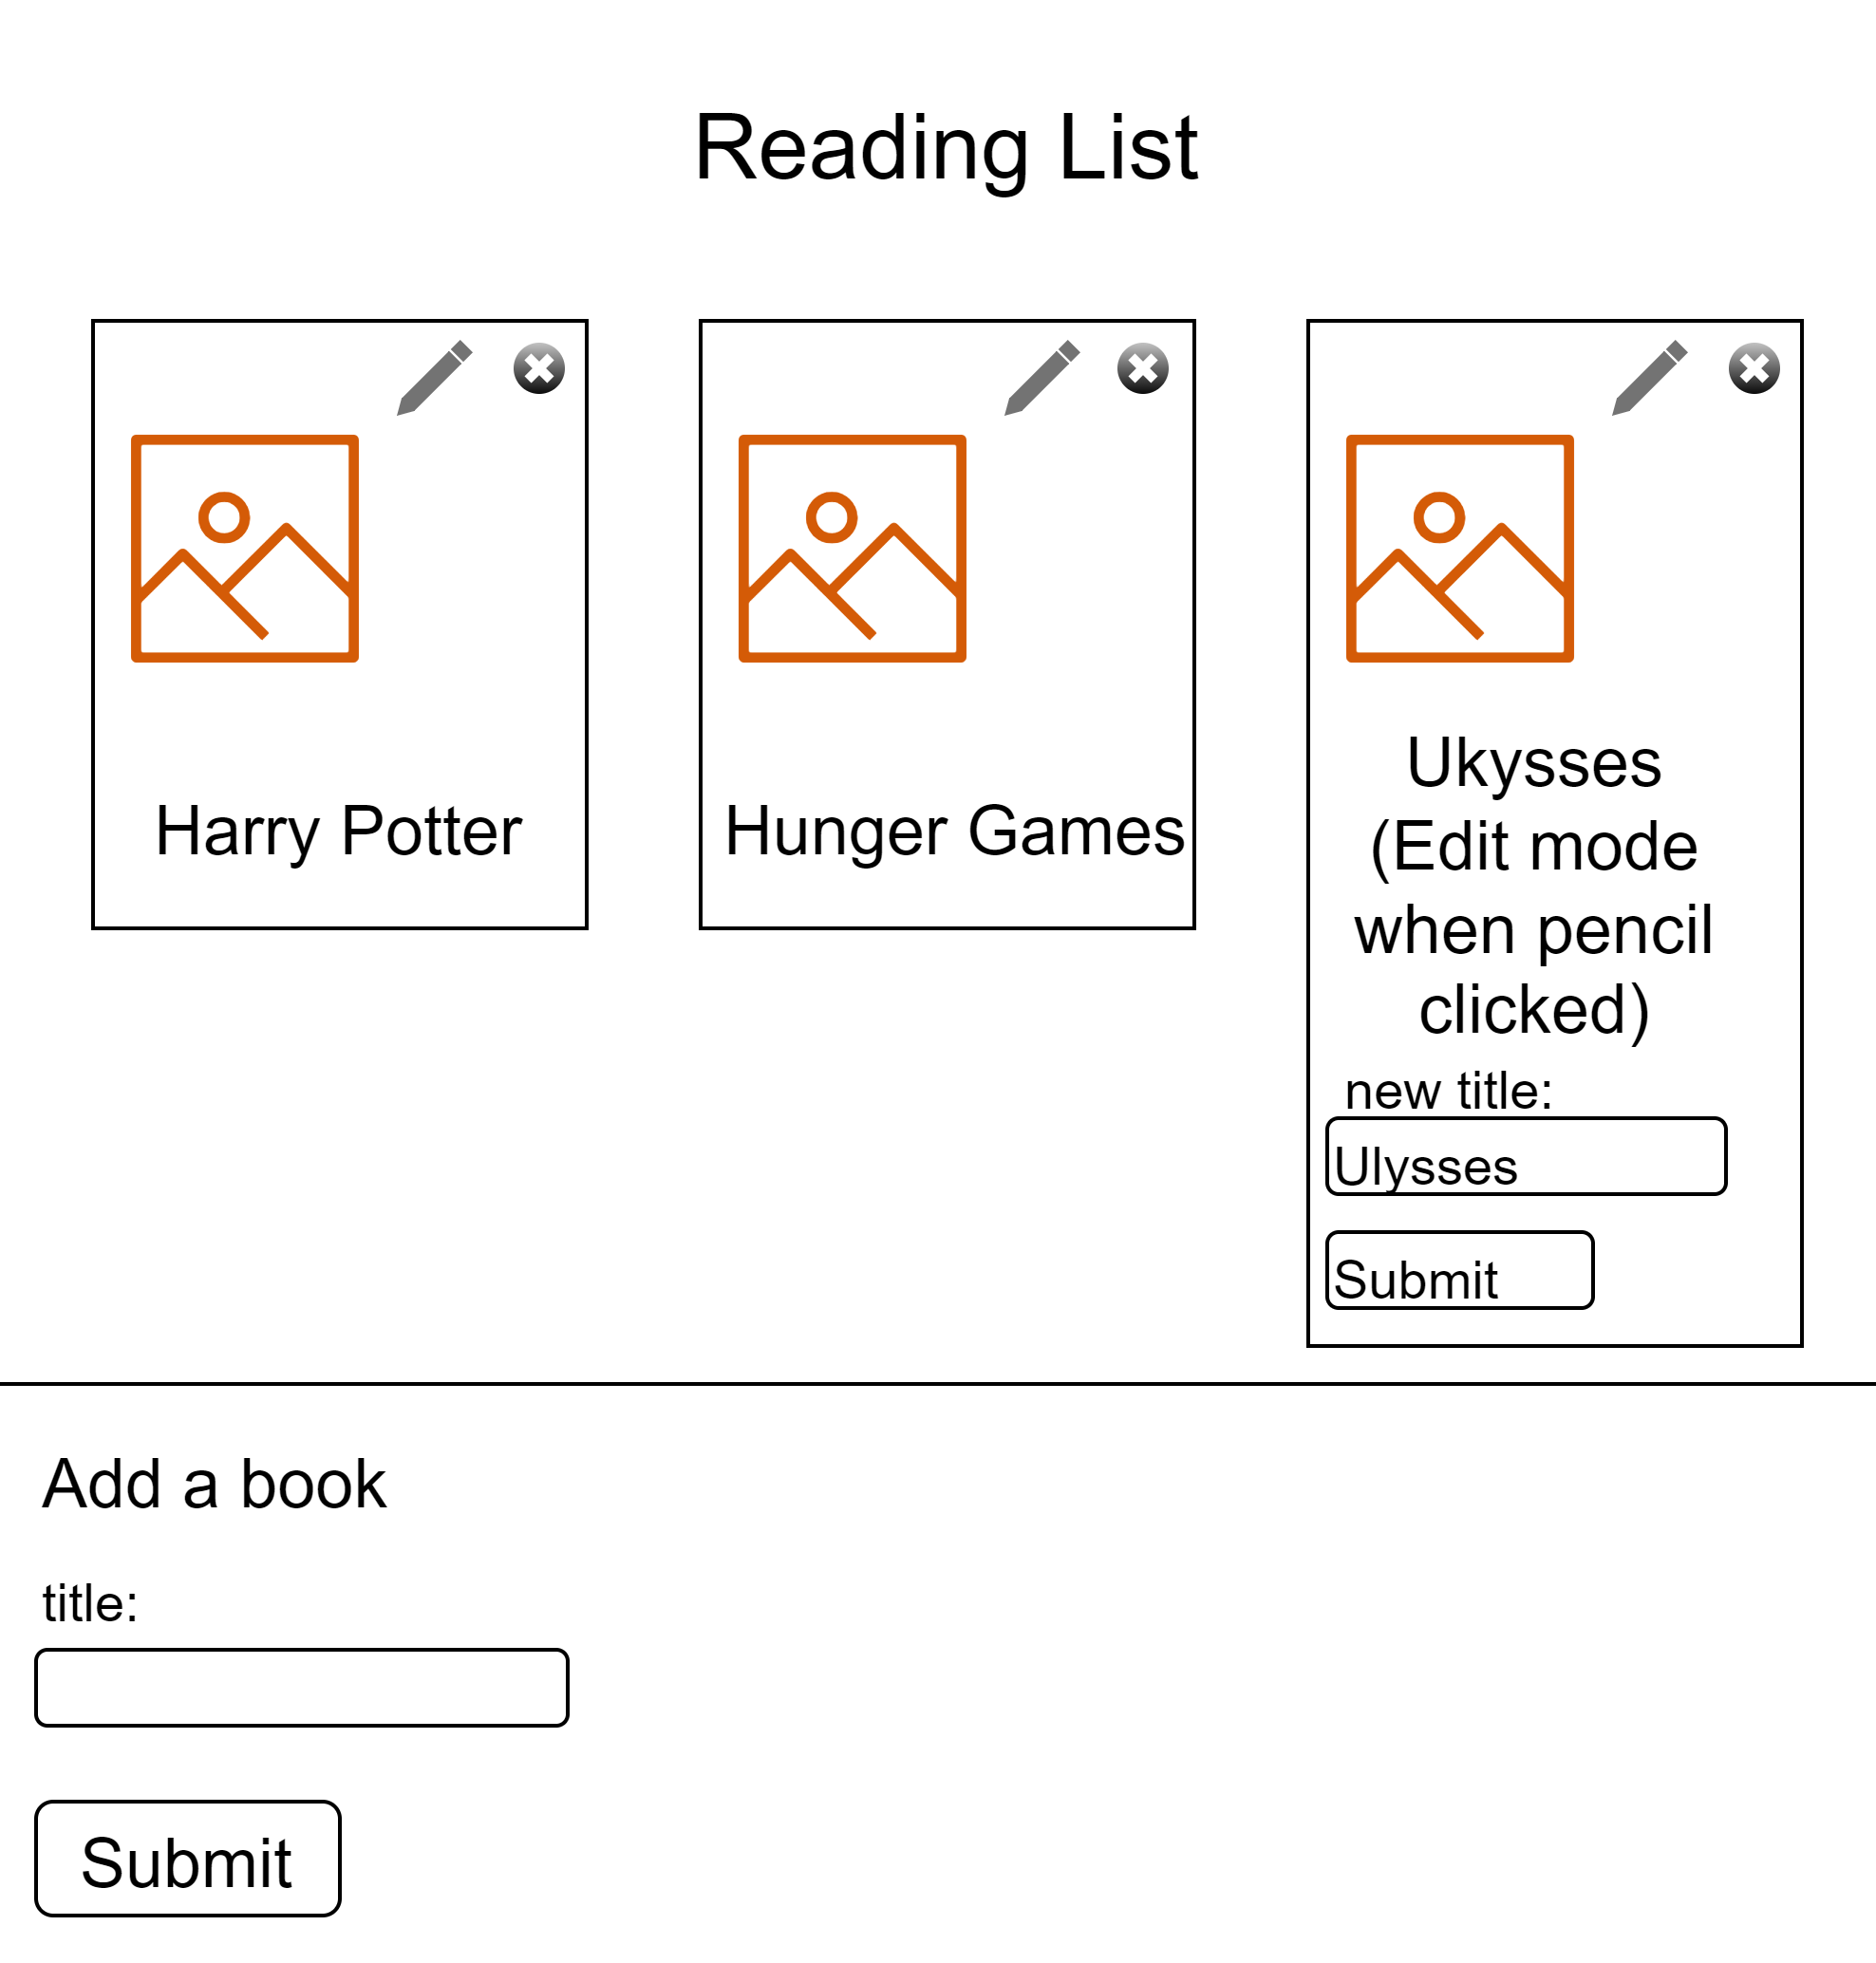 Reading List
Harry Potter
Hunger Games
Ukysses
(Edit mode
when pencil
clicked)
new title:
Ulysses
Submit
Add a book
title:
Submit